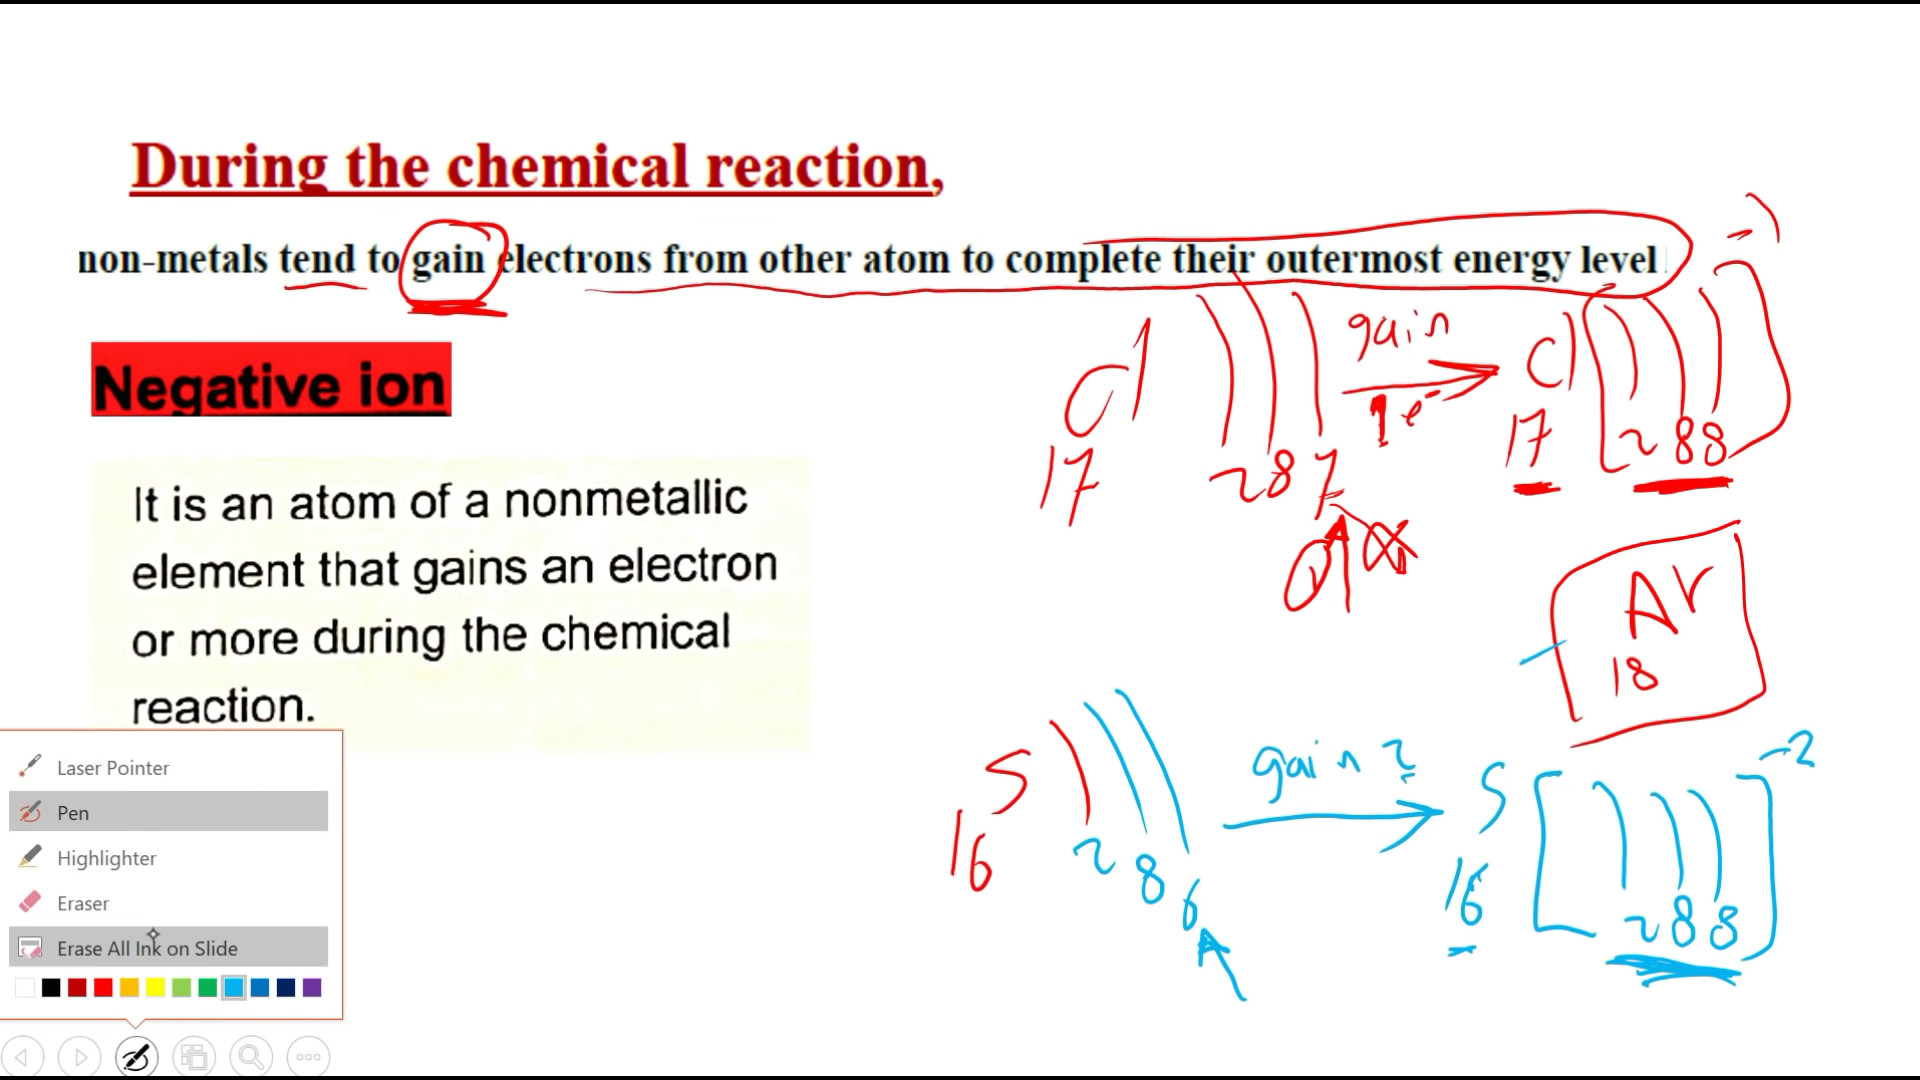 During the chemical reaction,
non-metals tend to gain electrons from other atom to complete their outermost energy level
Negative ion
It is an atom of a nonmetallic
element that gains an electron
or more during the chemical
reaction.
Cl
17
2 8 7
gain
1e-
Cl
17
2 8 8
-1
Ar
18
S
16
2 8 6
gain 2
S
16
2 8 8
-2
Laser Pointer
Pen
Highlighter
Eraser
Erase All Ink on Slide